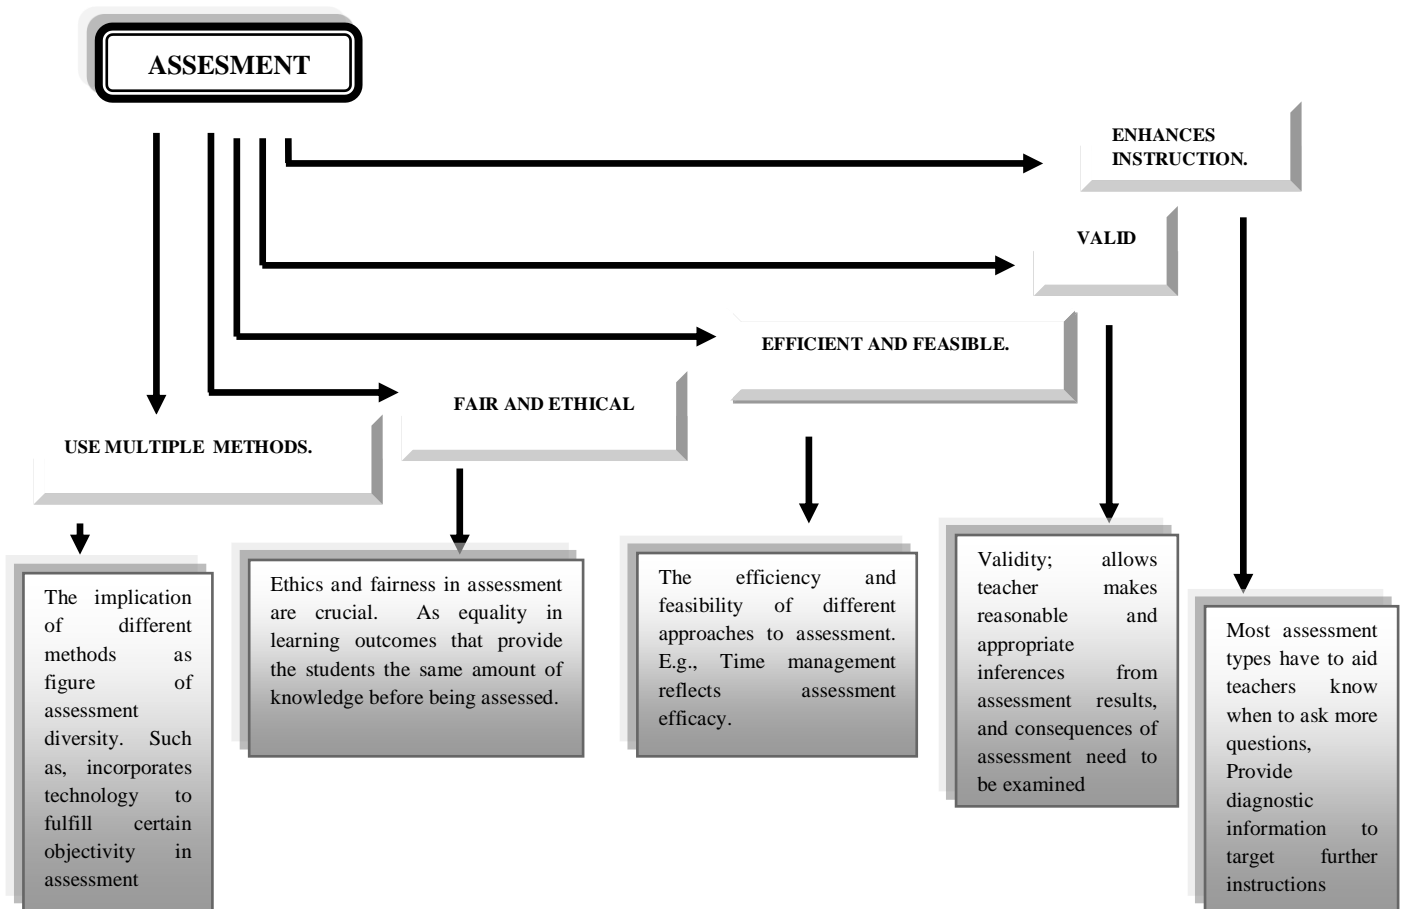 ASSESMENT
ENHANCES
INSTRUCTION.
VALID
EFFICIENT AND FEASIBLE.
FAIR AND ETHICAL
USE MULTIPLE METHODS.
The implication
of different
methods as
figure of
assessment
diversity. Such
as, incorporates
technology to
fulfill certain
objectivity in
assessment
Ethics and fairness in assessment
are crucial. As equality in
learning outcomes that provide
the students the same amount of
knowledge before being assessed.
The efficiency and
feasibility of different
approaches to assessment.
E.g., Time management
reflects assessment
efficacy.
Validity; allows
teacher makes
reasonable and
appropriate
inferences from
assessment results,
and consequences of
assessment need to
be examined
Most assessment
types have to aid
teachers know
when to ask more
questions,
Provide
diagnostic
information to
target further
instructions